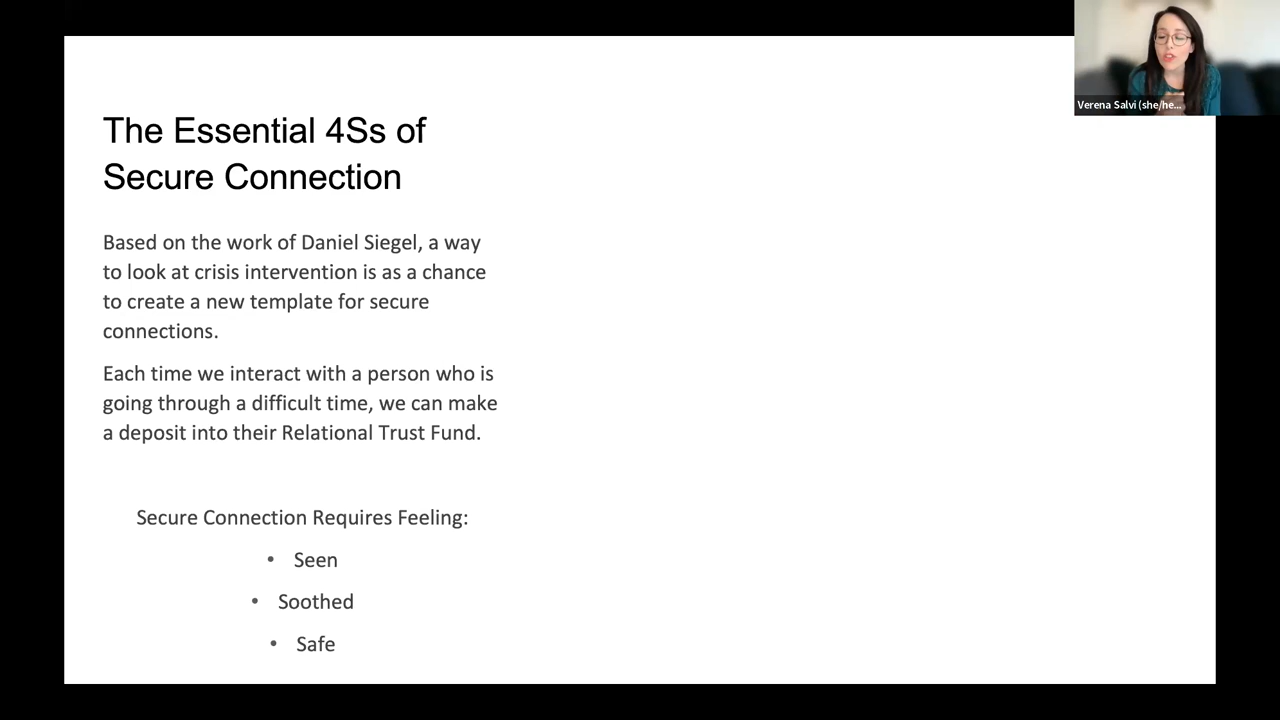 Verena Salvi (she/he...
The Essential 4Ss of
Secure Connection
Based on the work of Daniel Siegel, a way
to look at crisis intervention is as a chance
to create a new template for secure
connections.
Each time we interact with a person who is
going through a difficult time, we can make
a deposit into their Relational Trust Fund.
Secure Connection Requires Feeling:
• Seen
• Soothed
• Safe